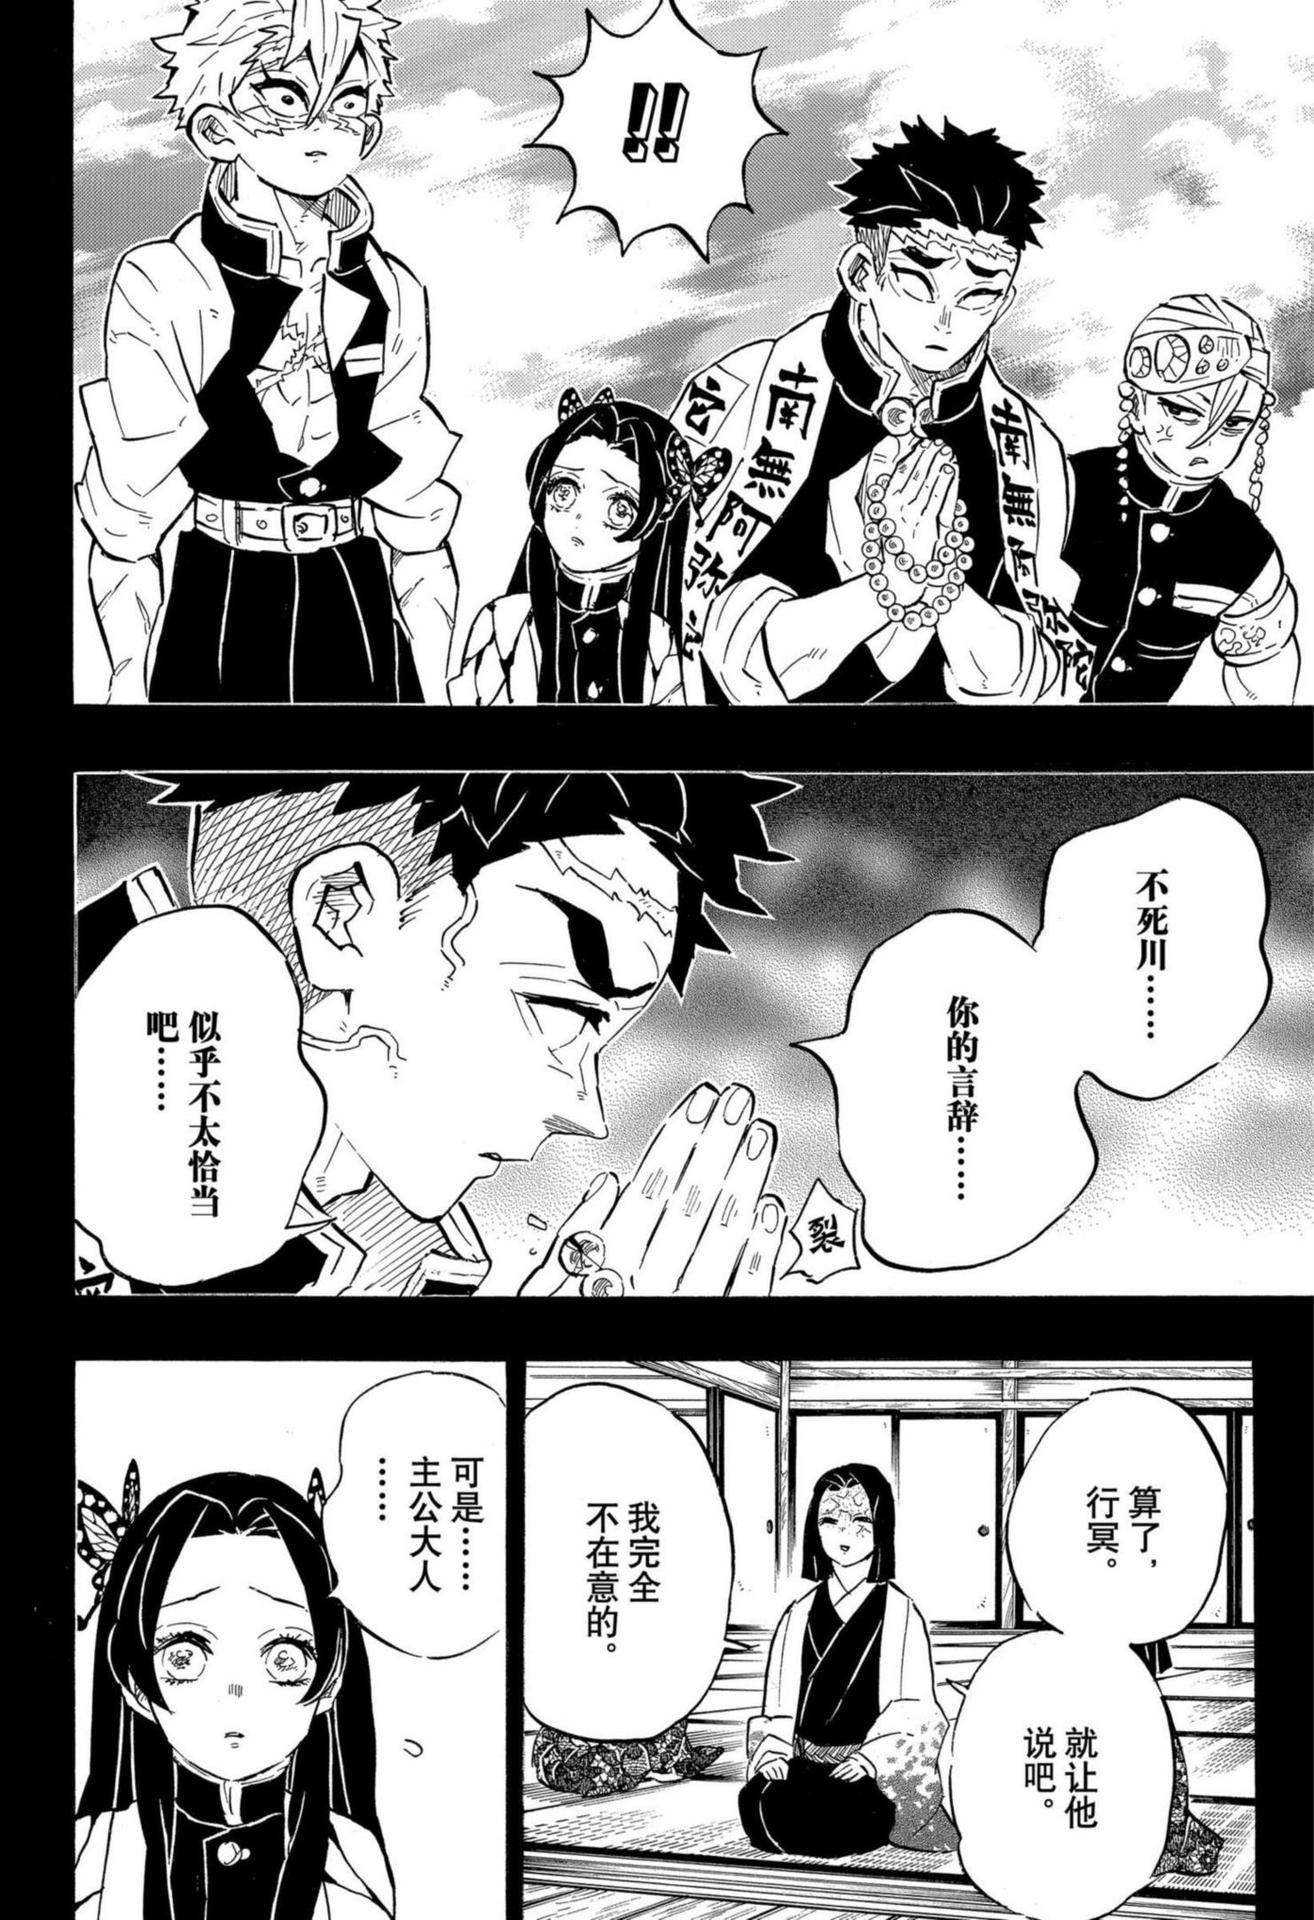 !!
南無阿弥
南無阿弥陀
不死川……
你的言辞……
裂
似乎不太恰当
吧……
算了，
行冥。
就让他
说吧。
我完全
不在意的。
可是……
主公大人
……